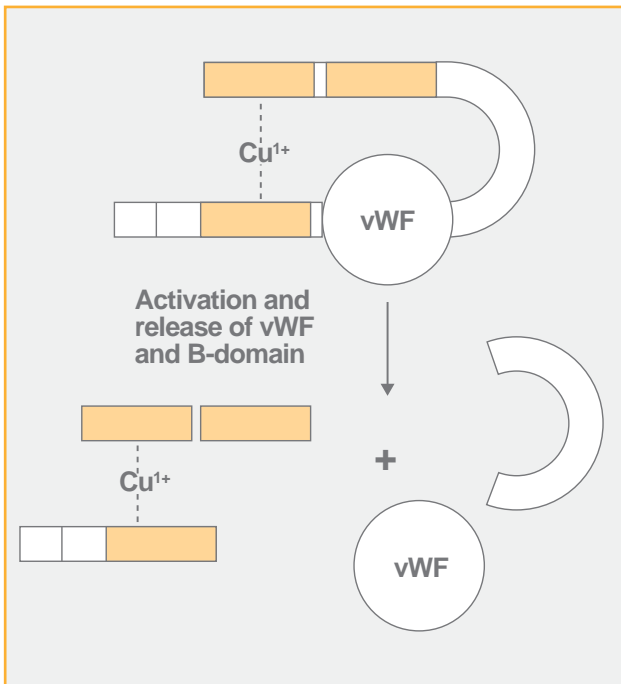 Cu¹⁺
vWF
Activation and
release of vWF
and B-domain
Cu¹⁺
+
vWF